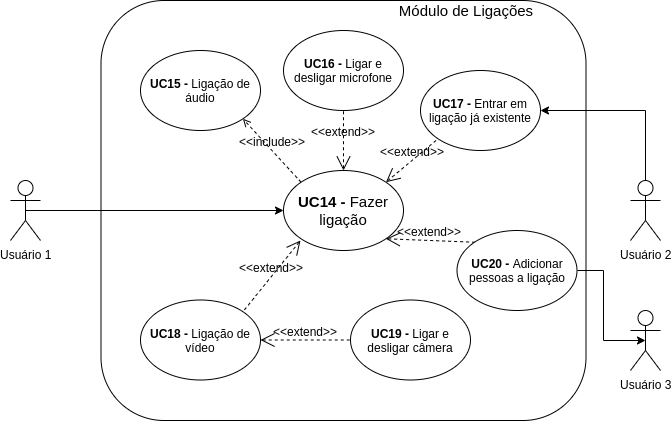 Módulo de Ligações
UC15 - Ligação de
áudio
UC16 - Ligar e
desligar microfone
UC17 - Entrar em
ligação já existente
<<include>>
<<extend>>
<<extend>>
UC14 - Fazer
ligação
Usuário 1
Usuário 2
<<extend>>
UC20 - Adicionar
pessoas a ligação
<<extend>>
UC18 - Ligação de
vídeo
<<extend>>
UC19 - Ligar e
desligar câmera
Usuário 3